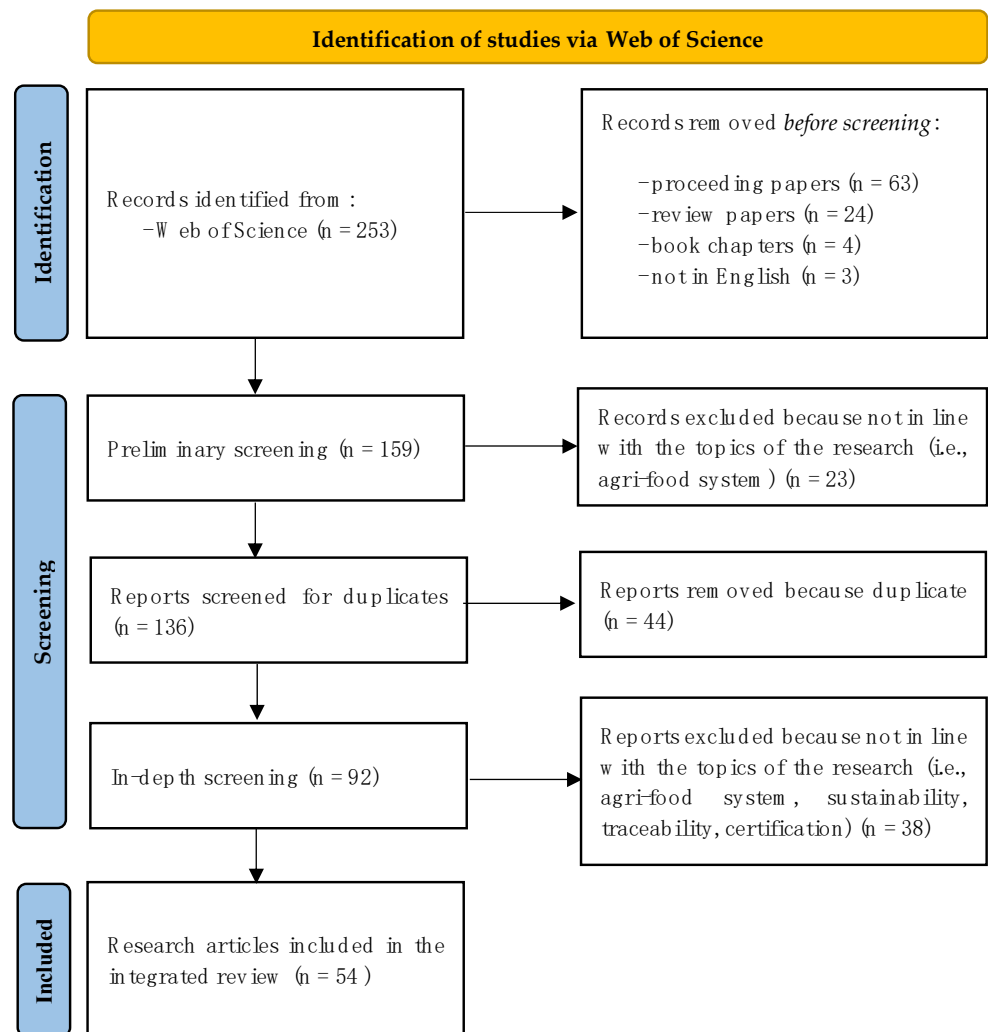 Identification of studies via Web of Science
Identification
Records identified from:
-Web of Science (n = 253)
Records removed before screening:
-proceeding papers (n = 63)
-review papers (n = 24)
-book chapters (n = 4)
-not in English (n = 3)
Screening
Preliminary screening (n = 159)
Records excluded because not in line
with the topics of the research (i.e.,
agri-food system) (n = 23)
Reports screened for duplicates
(n = 136)
Reports removed because duplicate
(n = 44)
In-depth screening (n = 92)
Reports excluded because not in line
with the topics of the research (i.e.,
agri-food system, sustainability,
traceability, certification) (n = 38)
Included
Research articles included in the
integrated review (n = 54)